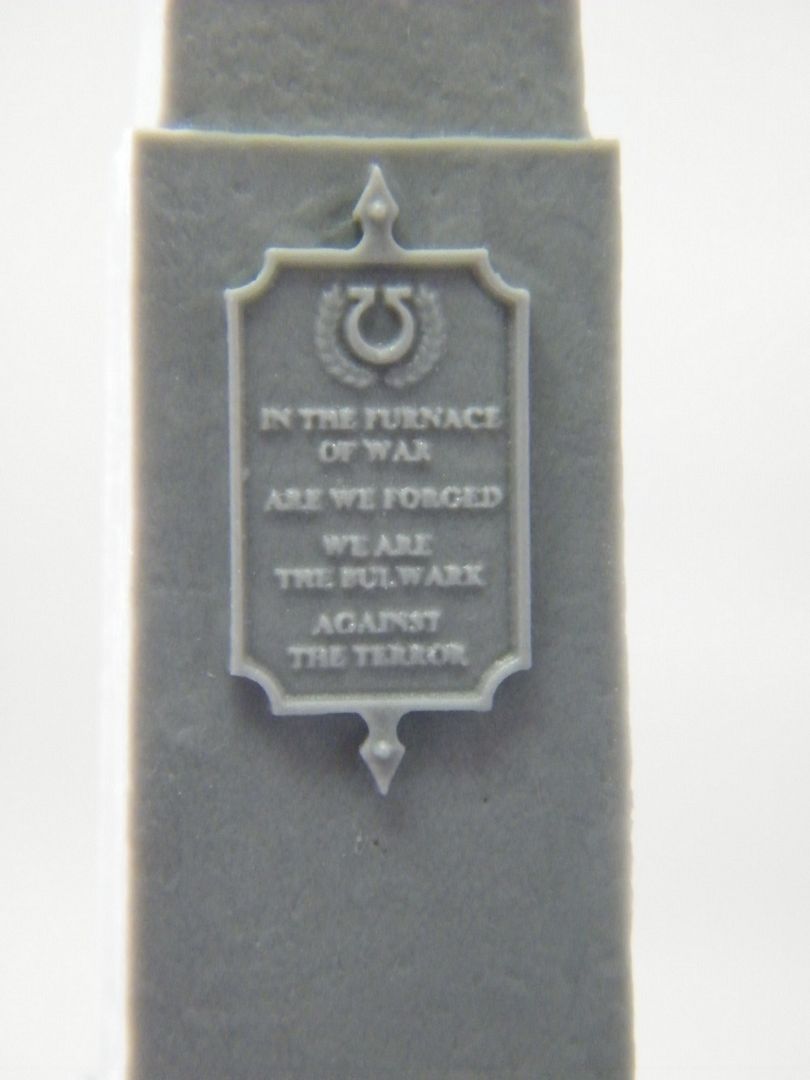 IN THE FURNACE
OF WAR
ARE WE FORGED
WE ARE
THE BULWARK
AGAINST
THE TERROR